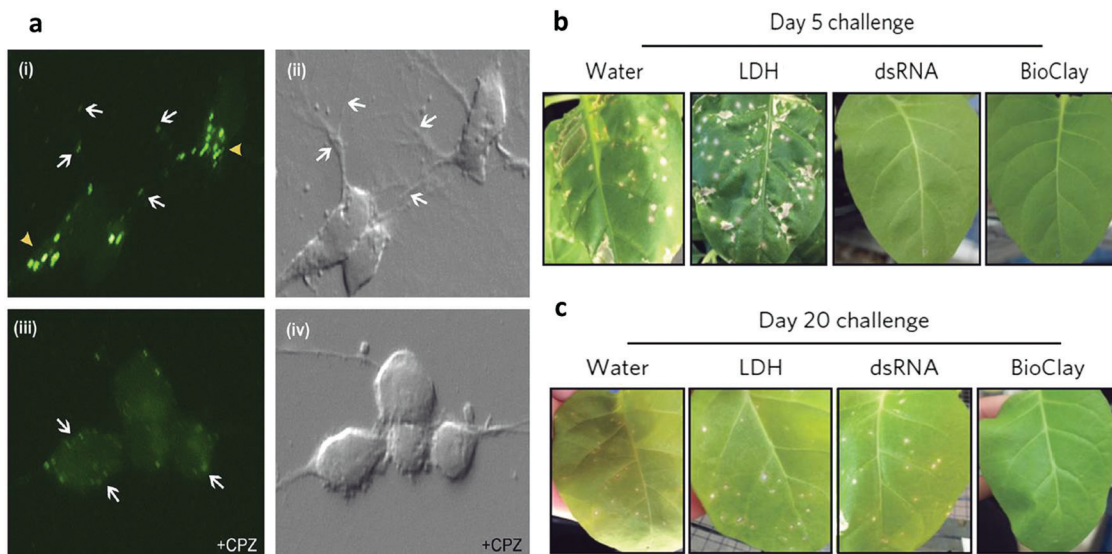 a
(i)
(ii)
(iii)
+CPZ
(iv)
+CPZ
b
Day 5 challenge
Water LDH dsRNA BioClay
c
Day 20 challenge
Water LDH dsRNA BioClay